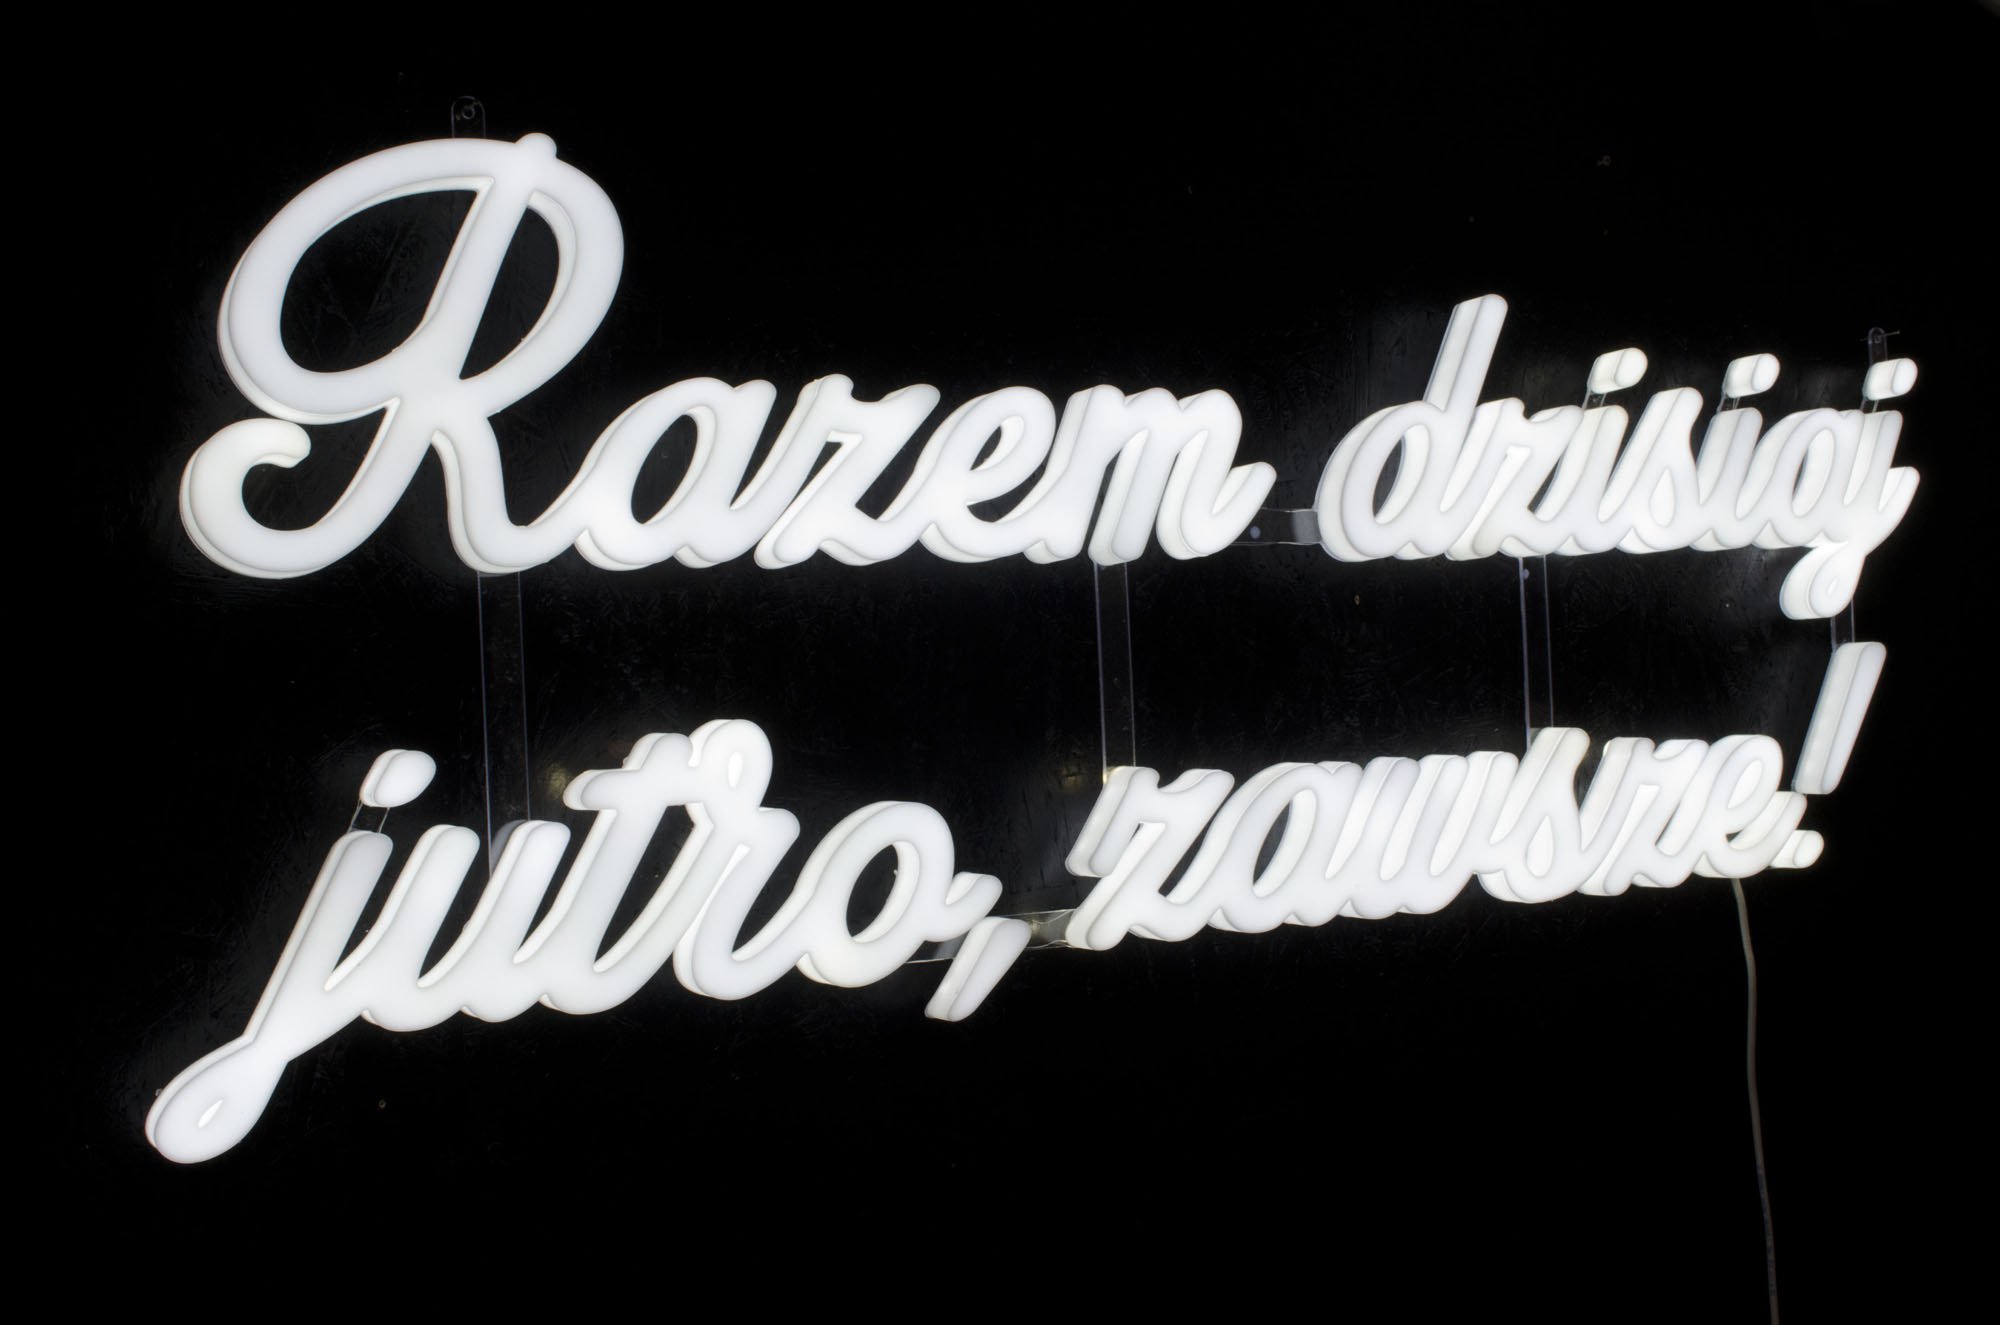 Razem dzisiaj
jutro, zawsze!